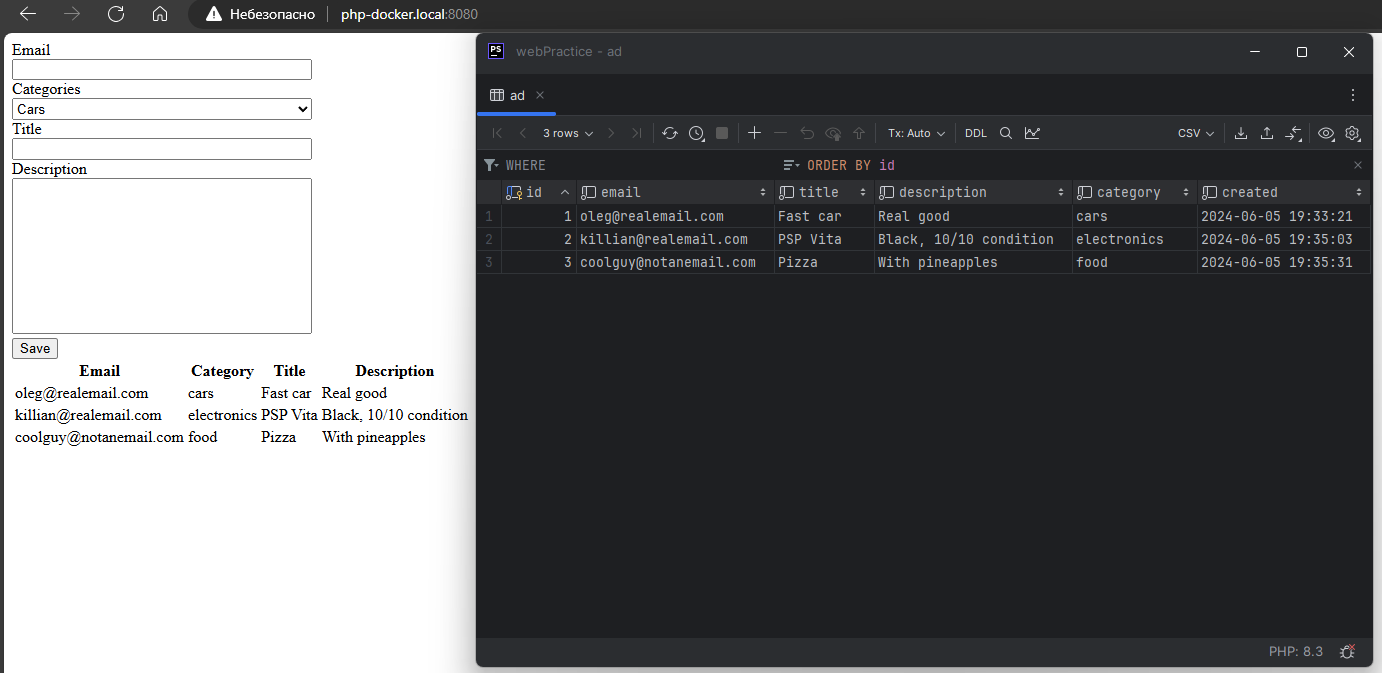 Небезопасно php-docker.local:8080
Email
Categories
Cars
Title
Description
Save
Email Category Title Description
oleg@realemail.com cars Fast car Real good
killian@realemail.com electronics PSP Vita Black, 10/10 condition
coolguy@notanemail.com food Pizza With pineapples
PS webPractice - ad
ad
3 rows Tx: Auto DDL CSV
WHERE ORDER BY id
id email title description category created
1 1 oleg@realemail.com Fast car Real good cars 2024-06-05 19:33:21
2 2 killian@realemail.com PSP Vita Black, 10/10 condition electronics 2024-06-05 19:35:03
3 3 coolguy@notanemail.com Pizza With pineapples food 2024-06-05 19:35:31
PHP: 8.3